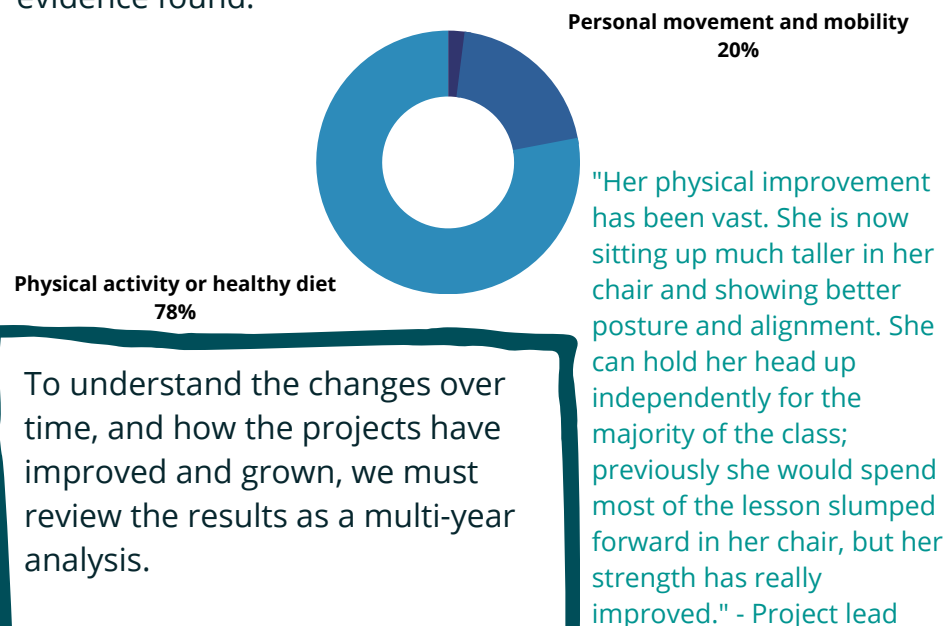 evidence found.
Personal movement and mobility
20%
Physical activity or healthy diet
78%
"Her physical improvement
has been vast. She is now
sitting up much taller in her
chair and showing better
posture and alignment. She
can hold her head up
independently for the
majority of the class;
previously she would spend
most of the lesson slumped
forward in her chair, but her
strength has really
improved." - Project lead
To understand the changes over
time, and how the projects have
improved and grown, we must
review the results as a multi-year
analysis.